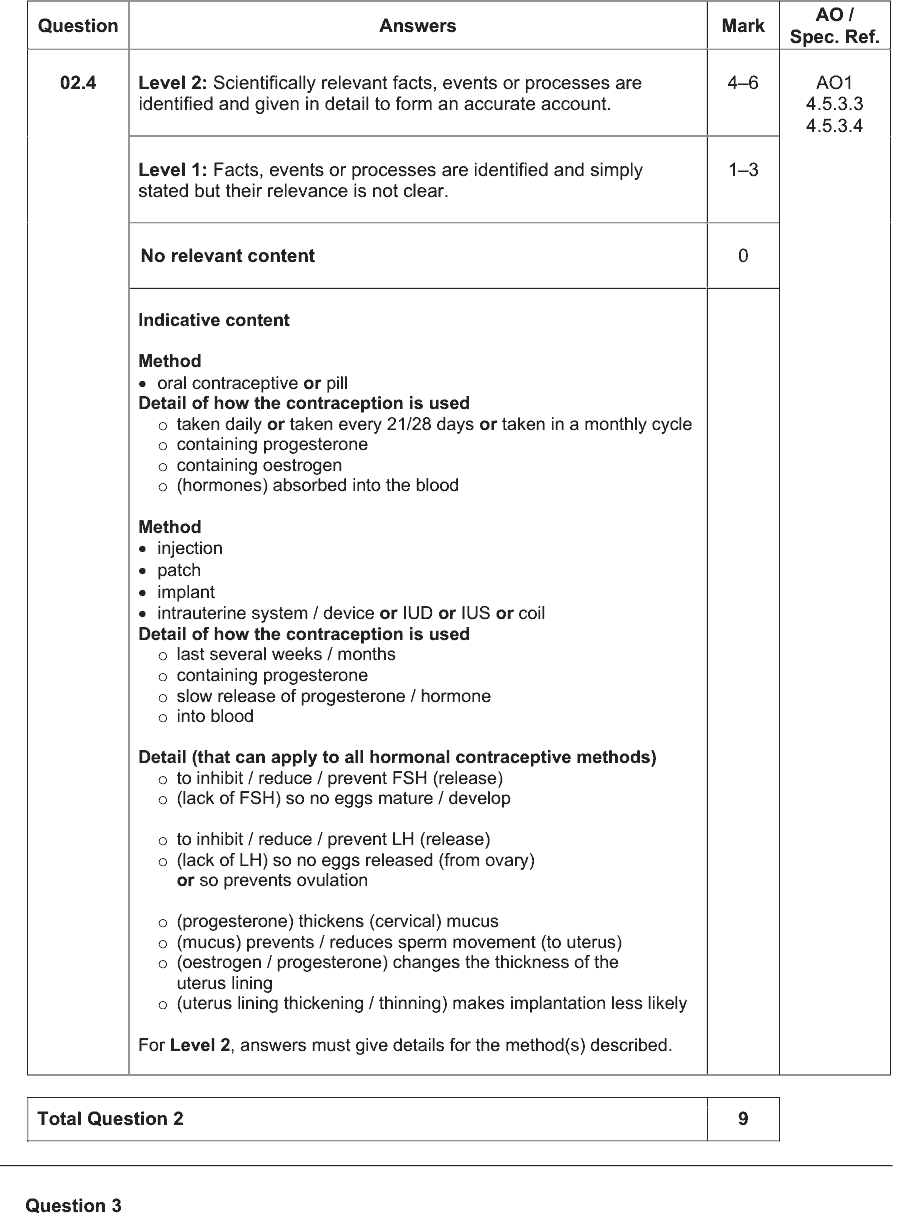 Question Answers Mark AO /
Spec. Ref.
02.4 Level 2: Scientifically relevant facts, events or processes are 4–6 AO1
identified and given in detail to form an accurate account. 4.5.3.3
4.5.3.4
Level 1: Facts, events or processes are identified and simply 1–3
stated but their relevance is not clear.
No relevant content 0
Indicative content
Method
• oral contraceptive or pill
Detail of how the contraception is used
o taken daily or taken every 21/28 days or taken in a monthly cycle
o containing progesterone
o containing oestrogen
o (hormones) absorbed into the blood
Method
• injection
• patch
• implant
• intrauterine system / device or IUD or IUS or coil
Detail of how the contraception is used
o last several weeks / months
o containing progesterone
o slow release of progesterone / hormone
o into blood
Detail (that can apply to all hormonal contraceptive methods)
o to inhibit / reduce / prevent FSH (release)
o (lack of FSH) so no eggs mature / develop
o to inhibit / reduce / prevent LH (release)
o (lack of LH) so no eggs released (from ovary)
or so prevents ovulation
o (progesterone) thickens (cervical) mucus
o (mucus) prevents / reduces sperm movement (to uterus)
o (oestrogen / progesterone) changes the thickness of the
uterus lining
o (uterus lining thickening / thinning) makes implantation less likely
For Level 2, answers must give details for the method(s) described.
Total Question 2 9
Question 3